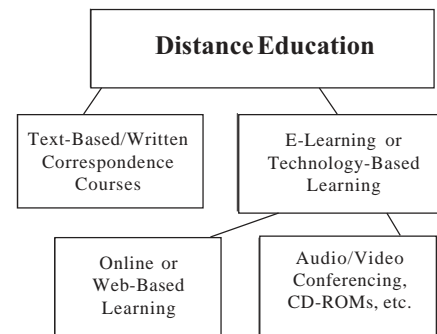 Distance Education
Text-Based/Written
Correspondence
Courses
E-Learning or
Technology-Based
Learning
Online or
Web-Based
Learning
Audio/Video
Conferencing,
CD-ROMs, etc.